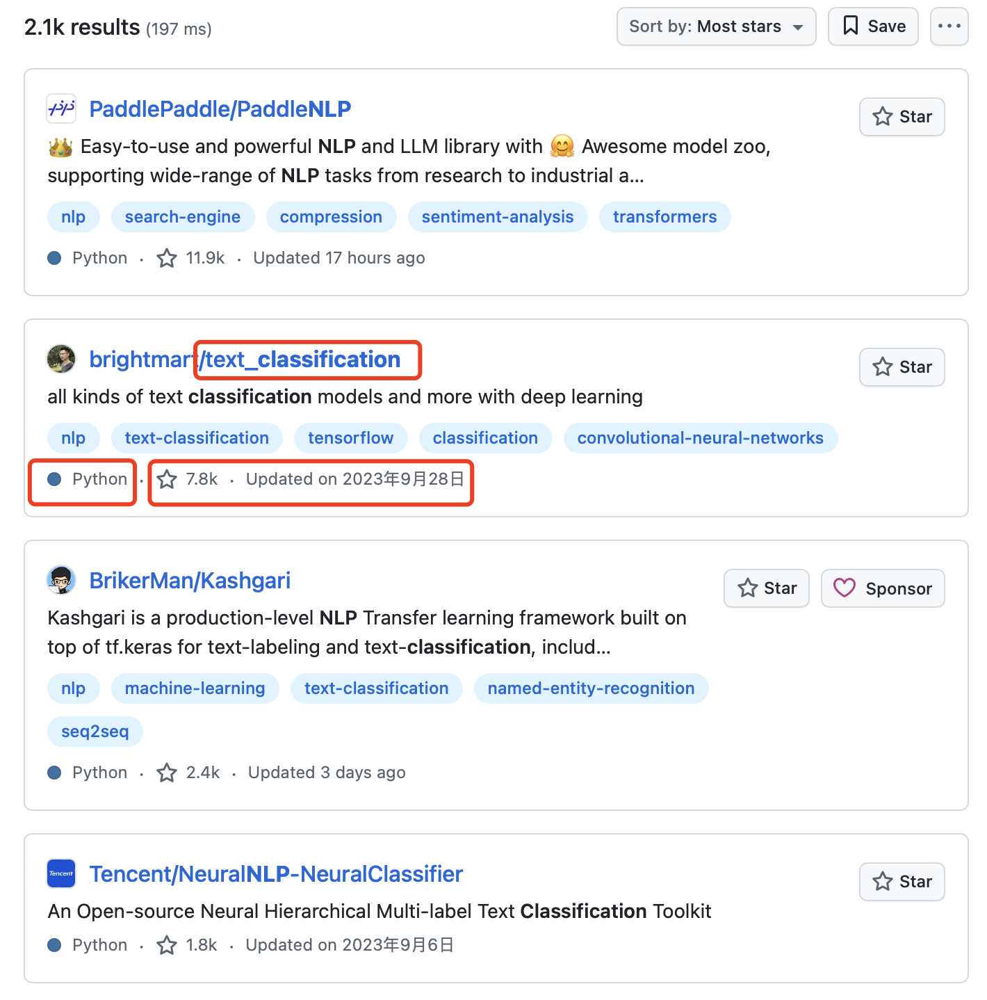 2.1k results (197 ms) Sort by: Most stars Save
PaddlePaddle/PaddleNLP Star
👑 Easy-to-use and powerful NLP and LLM library with 🤗 Awesome model zoo,
supporting wide-range of NLP tasks from research to industrial a...
nlp search-engine compression sentiment-analysis transformers
Python · 11.9k · Updated 17 hours ago
brightmart/text_classification Star
all kinds of text classification models and more with deep learning
nlp text-classification tensorflow classification convolutional-neural-networks
Python · 7.8k · Updated on 2023年9月28日
BrikerMan/Kashgari Star Sponsor
Kashgari is a production-level NLP Transfer learning framework built on
top of tf.keras for text-labeling and text-classification, includ...
nlp machine-learning text-classification named-entity-recognition
seq2seq
Python · 2.4k · Updated 3 days ago
Tencent Tencent/NeuralNLP-NeuralClassifier Star
An Open-source Neural Hierarchical Multi-label Text Classification Toolkit
Python · 1.8k · Updated on 2023年9月6日